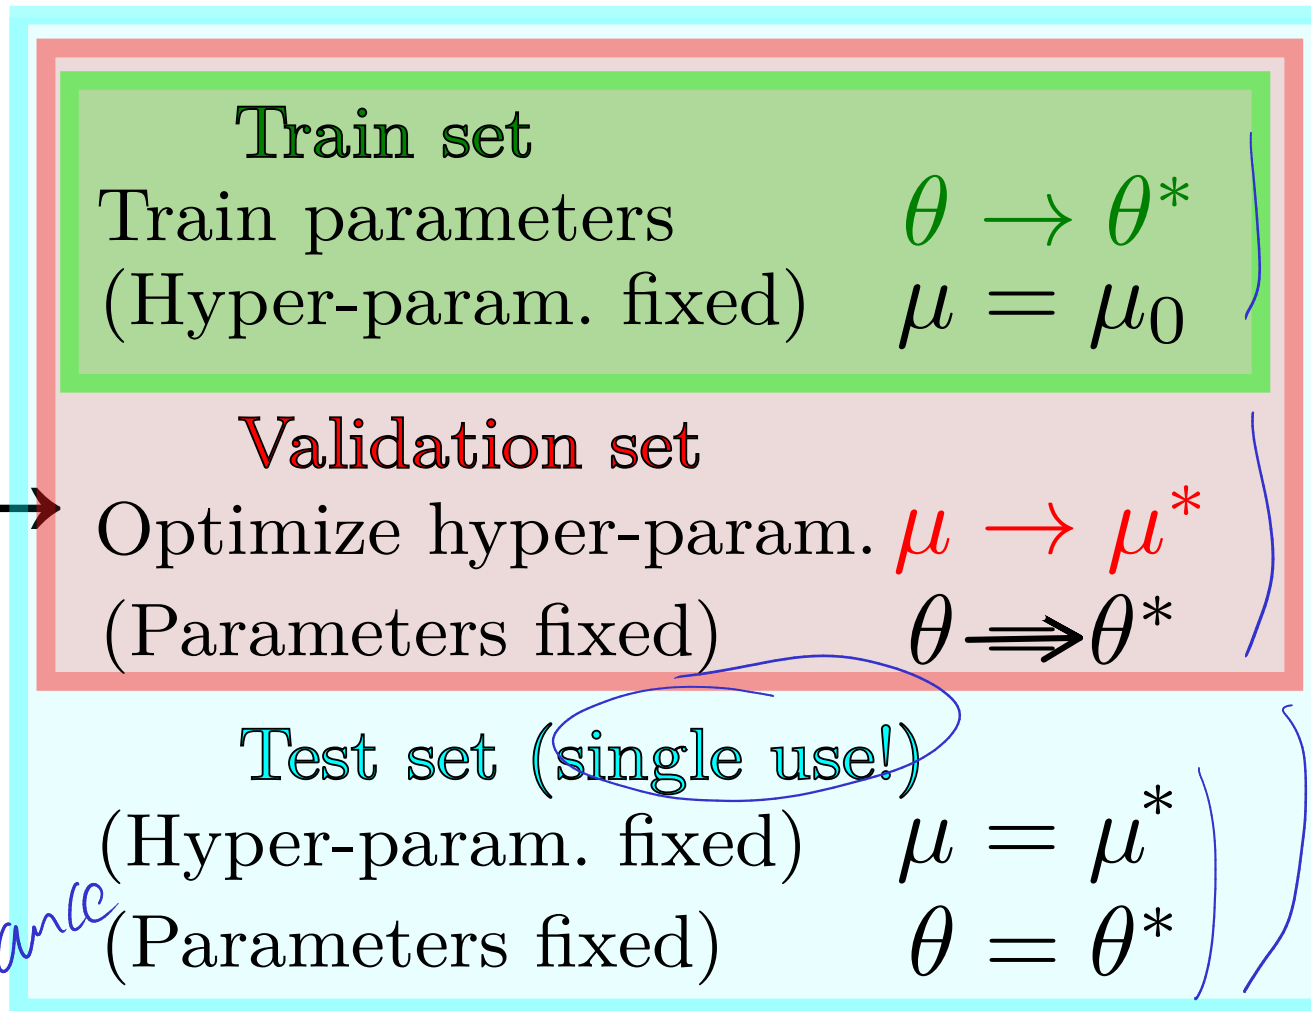 Train set
Train parameters θ → θ*
(Hyper-param. fixed) μ = μ₀
Validation set
Optimize hyper-param. μ → μ*
(Parameters fixed) θ ⇒ θ*
Test set (single use!)
(Hyper-param. fixed) μ = μ*
(Parameters fixed) θ = θ*